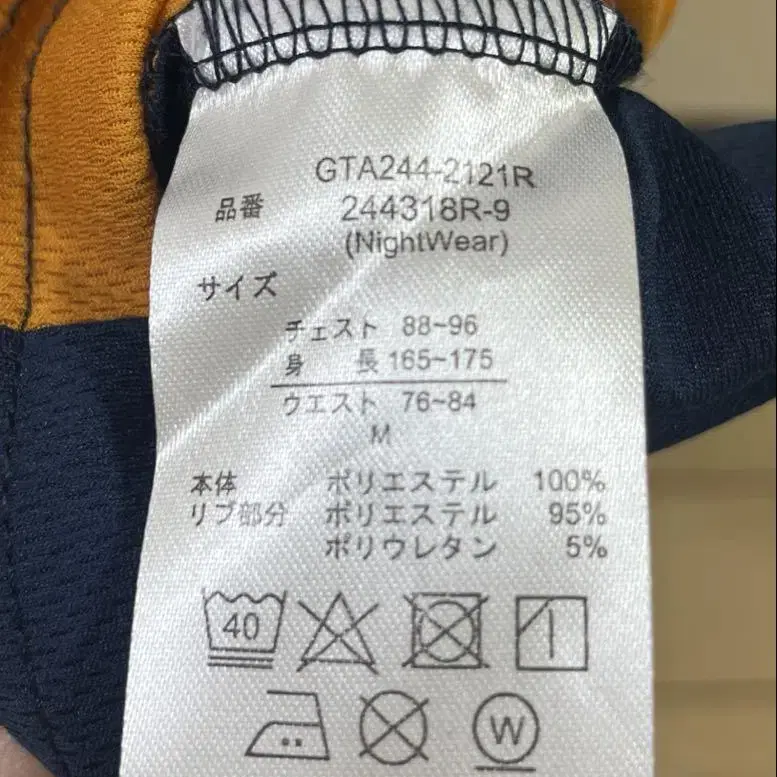 GTA244-2121R
品番 244318R-9
(NightWear)
サイズ
チェスト 88~96
身 長 165~175
ウエスト 76~84
M
本体 ポリエステル 100%
リブ部分 ポリエステル 95%
ポリウレタン 5%
40
W